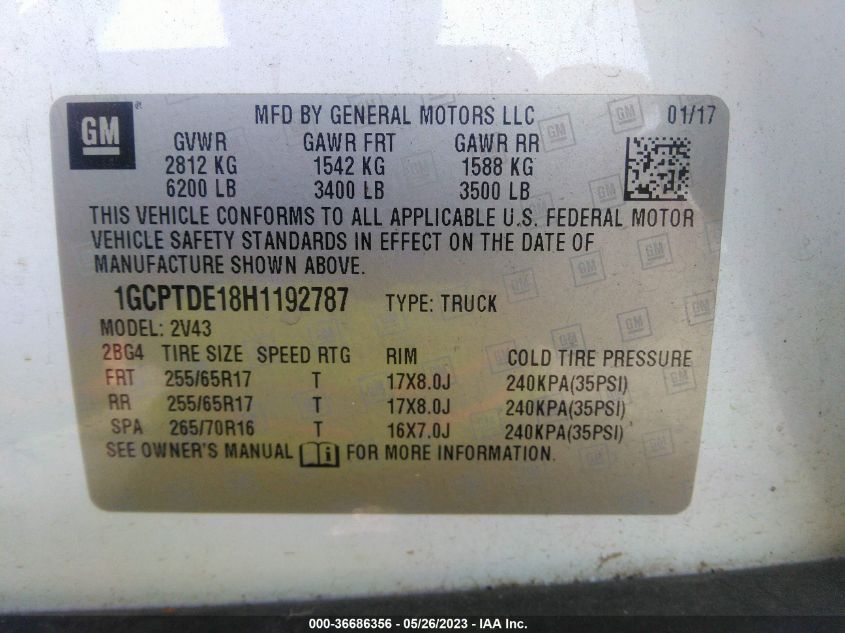 GM ® MFD BY GENERAL MOTORS LLC 01/17
GVWR GAWR FRT GAWR RR
2812 KG 1542 KG 1588 KG
6200 LB 3400 LB 3500 LB
THIS VEHICLE CONFORMS TO ALL APPLICABLE U.S. FEDERAL MOTOR
VEHICLE SAFETY STANDARDS IN EFFECT ON THE DATE OF
MANUFACTURE SHOWN ABOVE.
1GCPTDE18H1192787 TYPE: TRUCK
MODEL: 2V43
2BG4 TIRE SIZE SPEED RTG RIM COLD TIRE PRESSURE
FRT 255/65R17 T 17X8.0J 240KPA(35PSI)
RR 255/65R17 T 17X8.0J 240KPA(35PSI)
SPA 265/70R16 T 16X7.0J 240KPA(35PSI)
SEE OWNER'S MANUAL i FOR MORE INFORMATION.
000-36686356 - 05/26/2023 - IAA Inc.